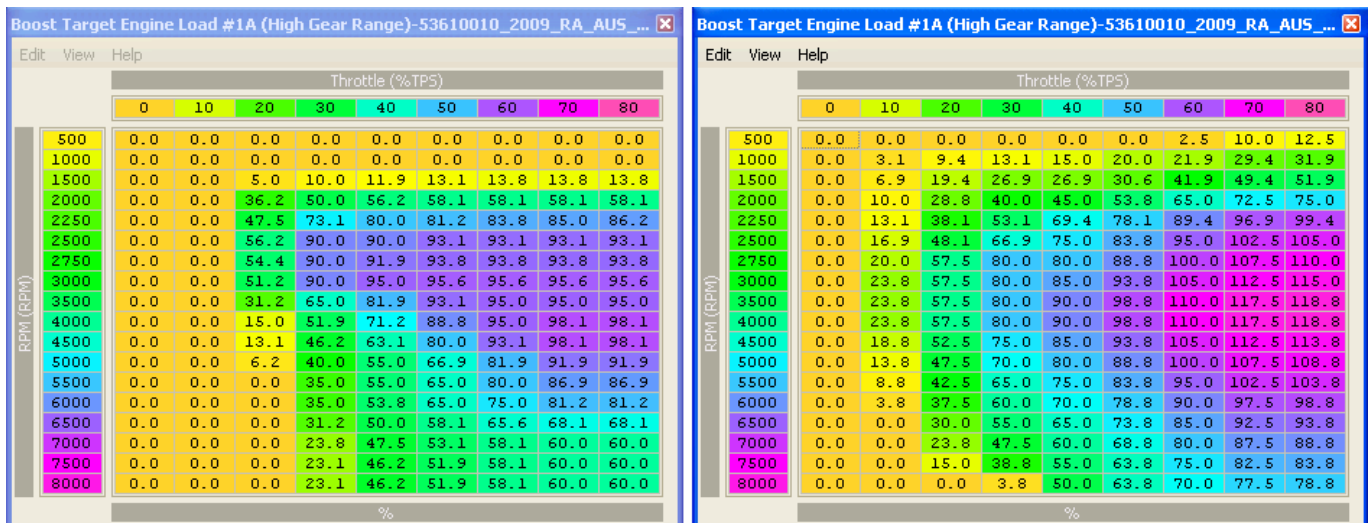 Boost Target Engine Load #1A (High Gear Range)-53610010_2009_RA_AUS_...
Edit View Help
Throttle (%TPS)
0 10 20 30 40 50 60 70 80
RPM (RPM)
500 0.0 0.0 0.0 0.0 0.0 0.0 0.0 0.0 0.0
1000 0.0 0.0 0.0 0.0 0.0 0.0 0.0 0.0 0.0
1500 0.0 0.0 5.0 10.0 11.9 13.1 13.8 13.8 13.8
2000 0.0 0.0 36.2 50.0 56.2 58.1 58.1 58.1 58.1
2250 0.0 0.0 47.5 73.1 80.0 81.2 83.8 85.0 86.2
2500 0.0 0.0 56.2 90.0 90.0 93.1 93.1 93.1 93.1
2750 0.0 0.0 54.4 90.0 91.9 93.8 93.8 93.8 93.8
3000 0.0 0.0 51.2 90.0 95.0 95.6 95.6 95.6 95.6
3500 0.0 0.0 31.2 65.0 81.9 93.1 95.0 95.0 95.0
4000 0.0 0.0 15.0 51.9 71.2 88.8 95.0 98.1 98.1
4500 0.0 0.0 13.1 46.2 63.1 80.0 93.1 98.1 98.1
5000 0.0 0.0 6.2 40.0 55.0 66.9 81.9 91.9 91.9
5500 0.0 0.0 0.0 35.0 55.0 65.0 80.0 86.9 86.9
6000 0.0 0.0 0.0 35.0 53.8 65.0 75.0 81.2 81.2
6500 0.0 0.0 0.0 31.2 50.0 58.1 65.6 68.1 68.1
7000 0.0 0.0 0.0 23.8 47.5 53.1 58.1 60.0 60.0
7500 0.0 0.0 0.0 23.1 46.2 51.9 58.1 60.0 60.0
8000 0.0 0.0 0.0 23.1 46.2 51.9 58.1 60.0 60.0
%
Boost Target Engine Load #1A (High Gear Range)-53610010_2009_RA_AUS_...
Edit View Help
Throttle (%TPS)
0 10 20 30 40 50 60 70 80
RPM (RPM)
500 0.0 0.0 0.0 0.0 0.0 0.0 2.5 10.0 12.5
1000 0.0 3.1 9.4 13.1 15.0 20.0 21.9 29.4 31.9
1500 0.0 6.9 19.4 26.9 26.9 30.6 41.9 49.4 51.9
2000 0.0 10.0 28.8 40.0 45.0 53.8 65.0 72.5 75.0
2250 0.0 13.1 38.1 53.1 69.4 78.1 89.4 96.9 99.4
2500 0.0 16.9 48.1 66.9 75.0 83.8 95.0 102.5 105.0
2750 0.0 20.0 57.5 80.0 80.0 88.8 100.0 107.5 110.0
3000 0.0 23.8 57.5 80.0 85.0 93.8 105.0 112.5 115.0
3500 0.0 23.8 57.5 80.0 90.0 98.8 110.0 117.5 118.8
4000 0.0 23.8 57.5 80.0 90.0 98.8 110.0 117.5 118.8
4500 0.0 18.8 52.5 75.0 85.0 93.8 105.0 112.5 113.8
5000 0.0 13.8 47.5 70.0 80.0 88.8 100.0 107.5 108.8
5500 0.0 8.8 42.5 65.0 75.0 83.8 95.0 102.5 103.8
6000 0.0 3.8 37.5 60.0 70.0 78.8 90.0 97.5 98.8
6500 0.0 0.0 30.0 55.0 65.0 73.8 85.0 92.5 93.8
7000 0.0 0.0 23.8 47.5 60.0 68.8 80.0 87.5 88.8
7500 0.0 0.0 15.0 38.8 55.0 63.8 75.0 82.5 83.8
8000 0.0 0.0 0.0 3.8 50.0 63.8 70.0 77.5 78.8
%